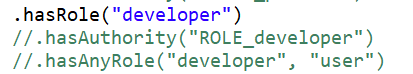 .hasRole("developer")
//.hasAuthority("ROLE_developer")
//.hasAnyRole("developer", "user")